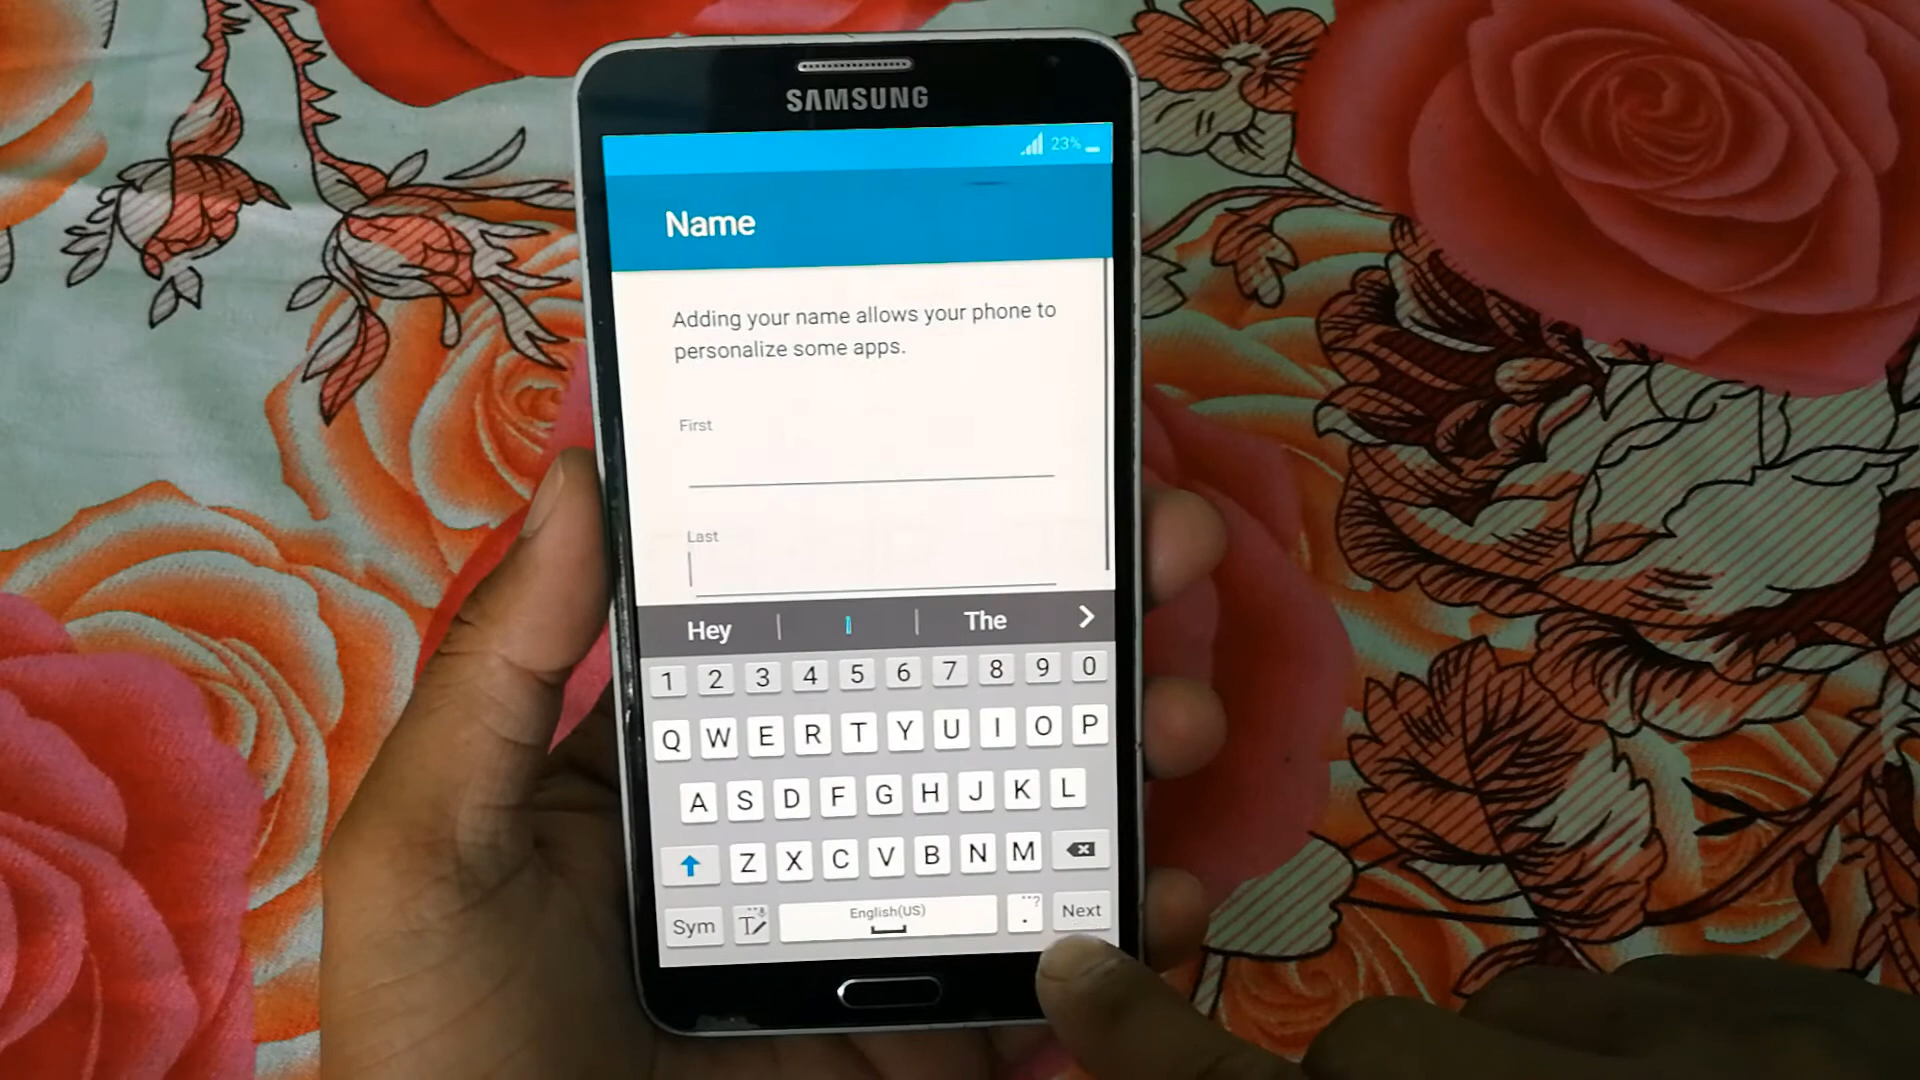 SAMSUNG
23%
Name
Adding your name allows your phone to
personalize some apps.
First
Last
Hey | I | The
1 2 3 4 5 6 7 8 9 0
Q W E R T Y U I O P
A S D F G H J K L
Z X C V B N M
Sym T English(US) . ? Next